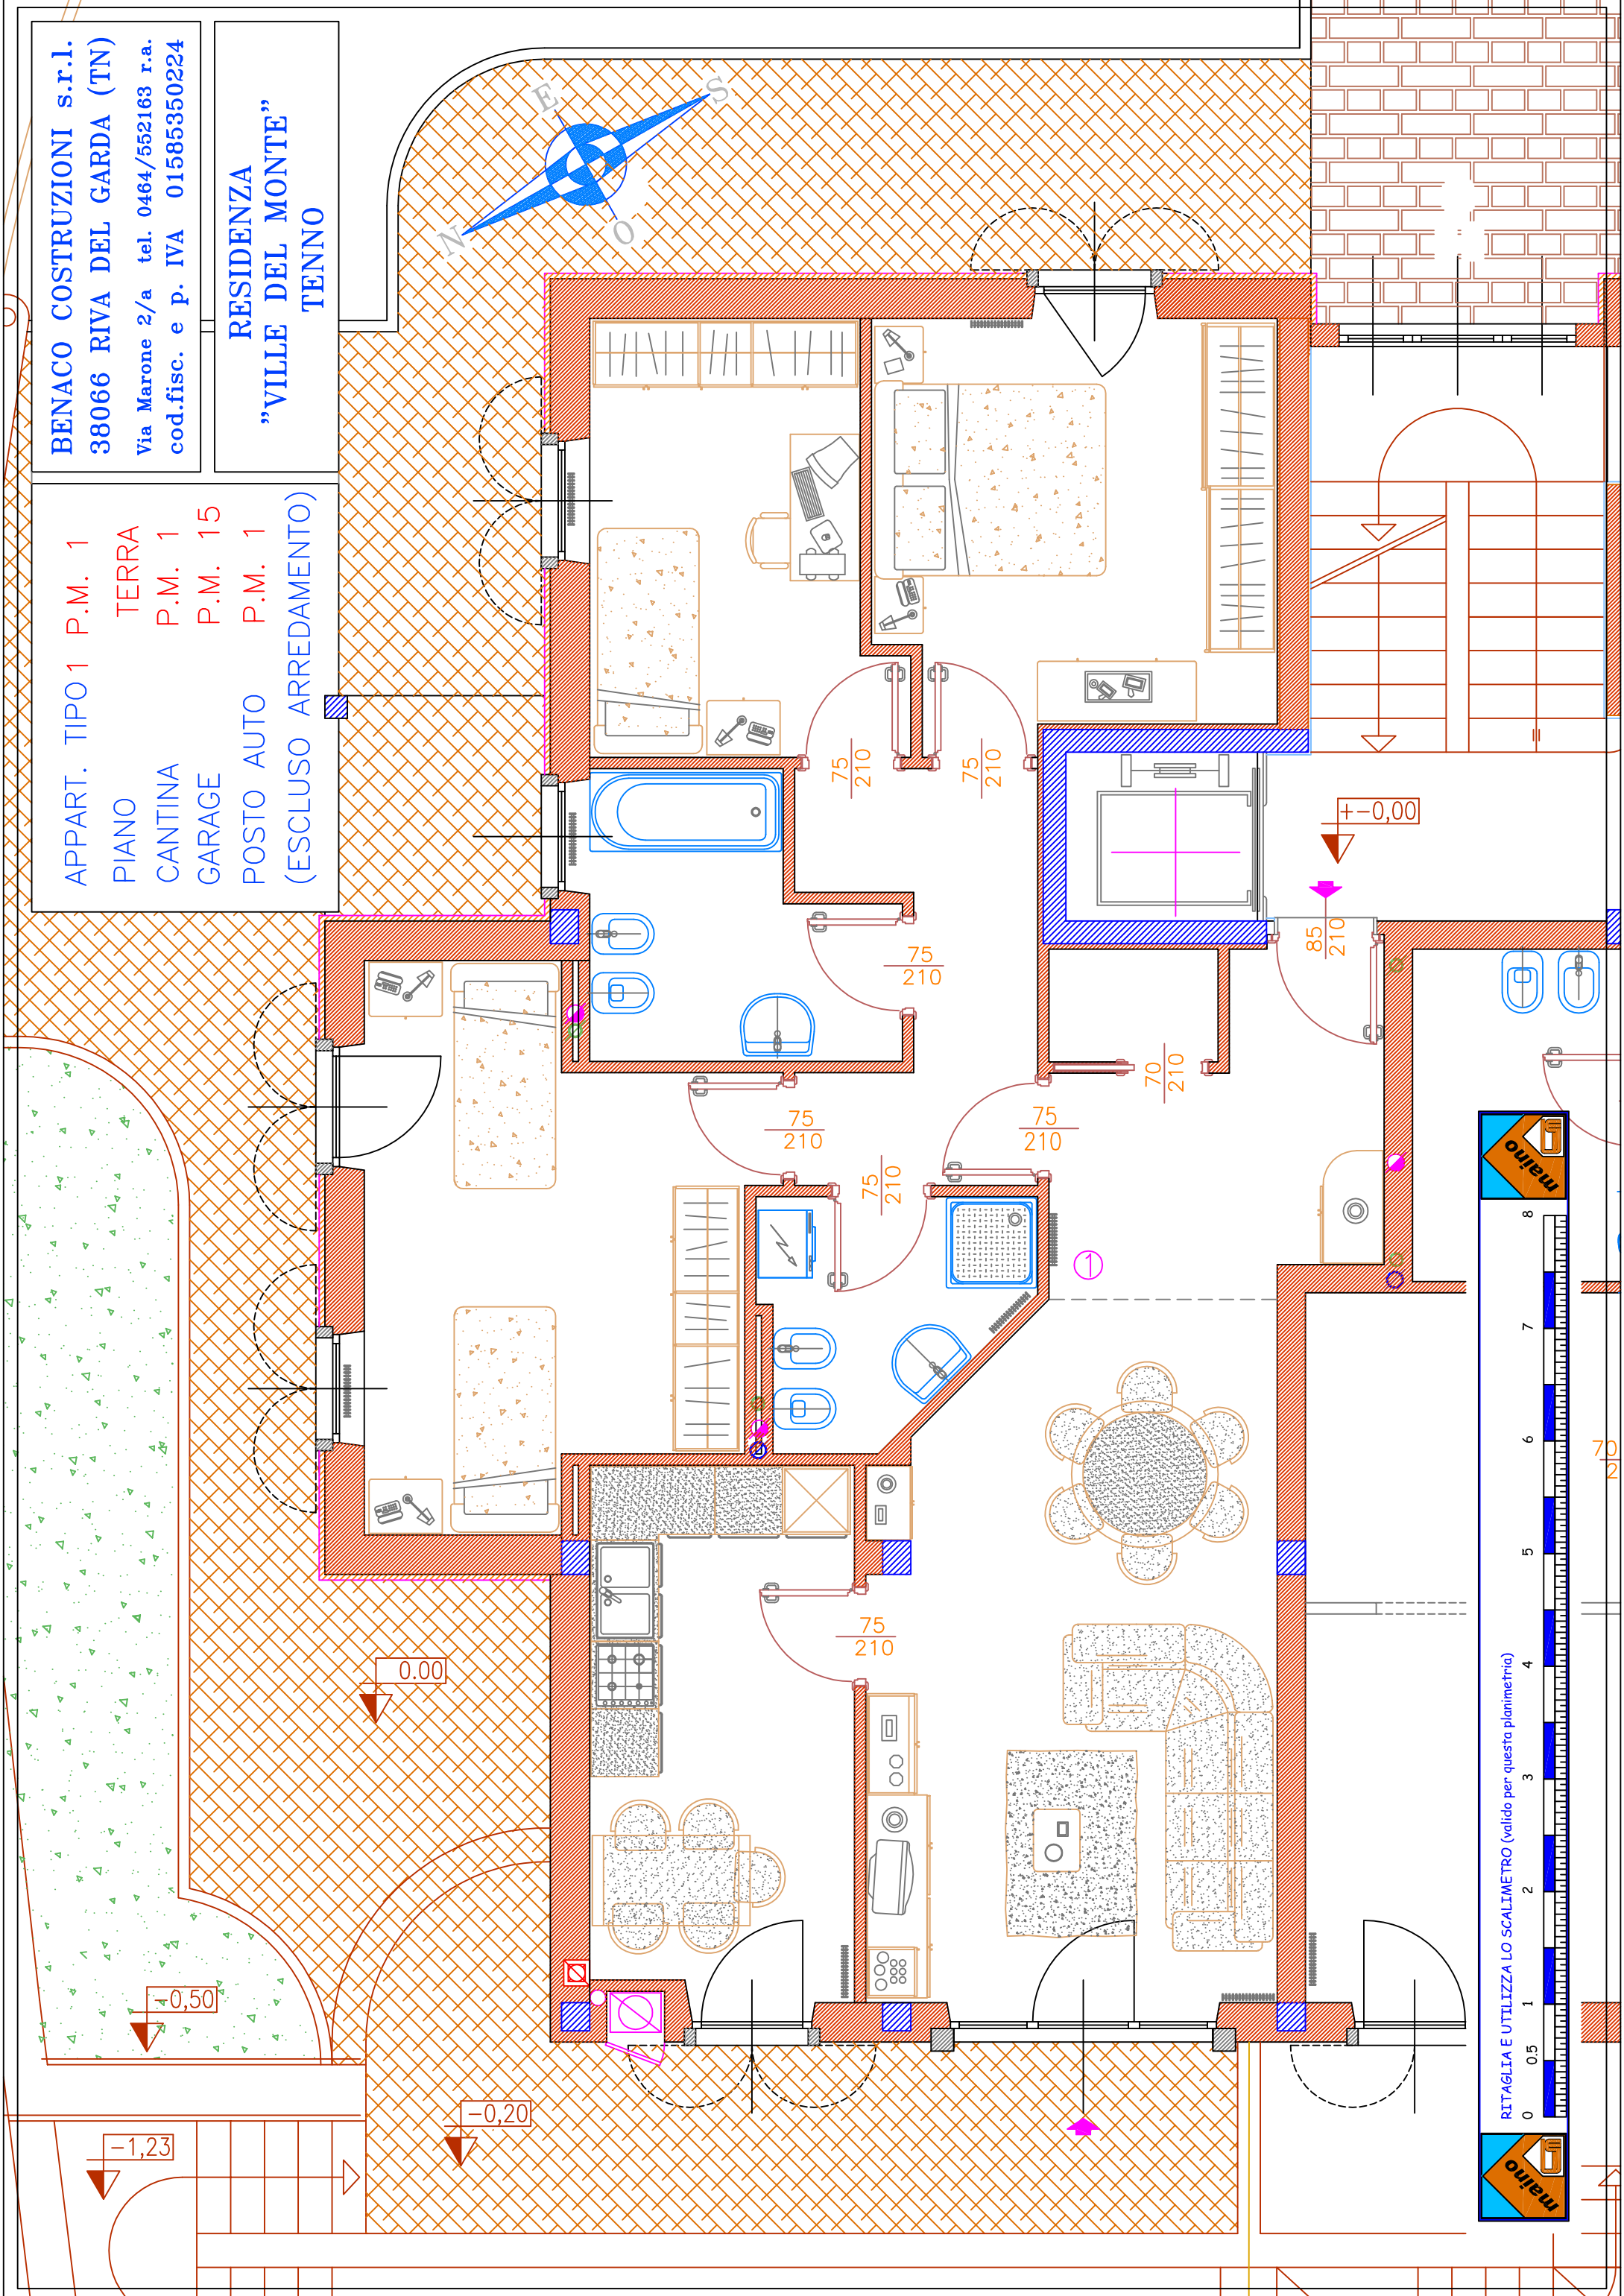 BENACO COSTRUZIONI s.r.l.
38066 RIVA DEL GARDA (TN)
Via Marone 2/a tel. 0464/552163 r.a.
cod.fisc. e p. IVA 01585350224
RESIDENZA
"VILLE DEL MONTE"
TENNO
APPART. TIPO 1 P.M. 1
PIANO TERRA
CANTINA P.M. 1
GARAGE P.M. 15
POSTO AUTO P.M. 1
(ESCLUSO ARREDAMENTO)
N
E
S
O
75
210
75
210
+-0,00
85
210
75
210
70
210
75
210
75
210
75
210
1
75
210
70
2
0.00
-0,50
-0,20
-1,23
maino
RITAGLIA E UTILIZZA LO SCALIMETRO (valido per questa planimetria)
0 0.5 1 2 3 4 5 6 7 8
maino